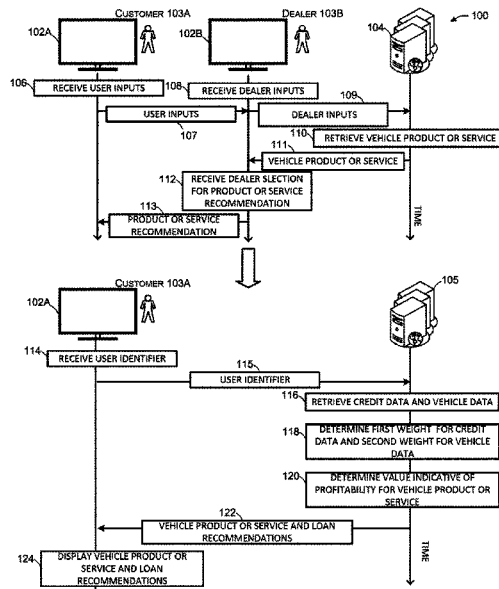 CUSTOMER 103A
DEALER 103B
104
100
102A
102B
106
RECEIVE USER INPUTS
108
RECEIVE DEALER INPUTS
109
USER INPUTS
DEALER INPUTS
107
110
RETRIEVE VEHICLE PRODUCT OR SERVICE
111
VEHICLE PRODUCT OR SERVICE
112
RECEIVE DEALER SLECTION
FOR PRODUCT OR SERVICE
RECOMMENDATION
113
PRODUCT OR SERVICE
RECOMMENDATION
TIME
CUSTOMER 103A
102A
105
114
RECEIVE USER IDENTIFIER
115
USER IDENTIFIER
116
RETRIEVE CREDIT DATA AND VEHICLE DATA
118
DETERMINE FIRST WEIGHT FOR CREDIT
DATA AND SECOND WEIGHT FOR VEHICLE
DATA
120
DETERMINE VALUE INDICATIVE OF
PROFITABILITY FOR VEHICLE PRODUCT OR
SERVICE
122
VEHICLE PRODUCT OR SERVICE AND LOAN
RECOMMENDATIONS
124
DISPLAY VEHICLE PRODUCT OR
SERVICE AND LOAN
RECOMMENDATIONS
TIME